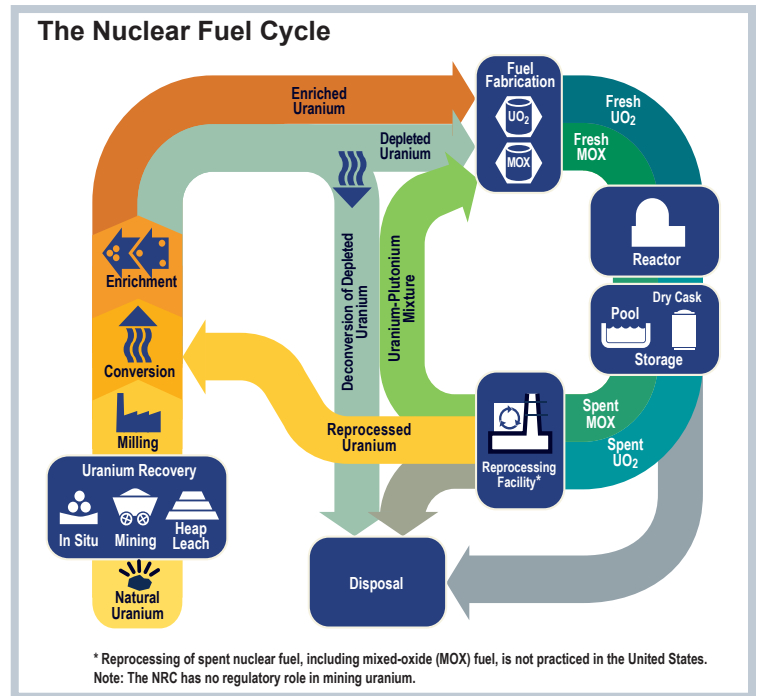 The Nuclear Fuel Cycle
Enriched
Uranium
Depleted
Uranium
Fuel
Fabrication
UO₂
MOX
Fresh
UO₂
Fresh
MOX
Reactor
Dry Cask
Pool
Storage
Enrichment
Conversion
Milling
Deconversion of Depleted
Uranium
Uranium-Plutonium
Mixture
Reprocessed
Uranium
Reprocessing
Facility*
Spent
MOX
Spent
UO₂
Uranium Recovery
In Situ
Mining
Heap
Leach
Natural
Uranium
Disposal
* Reprocessing of spent nuclear fuel, including mixed-oxide (MOX) fuel, is not practiced in the United States.
Note: The NRC has no regulatory role in mining uranium.